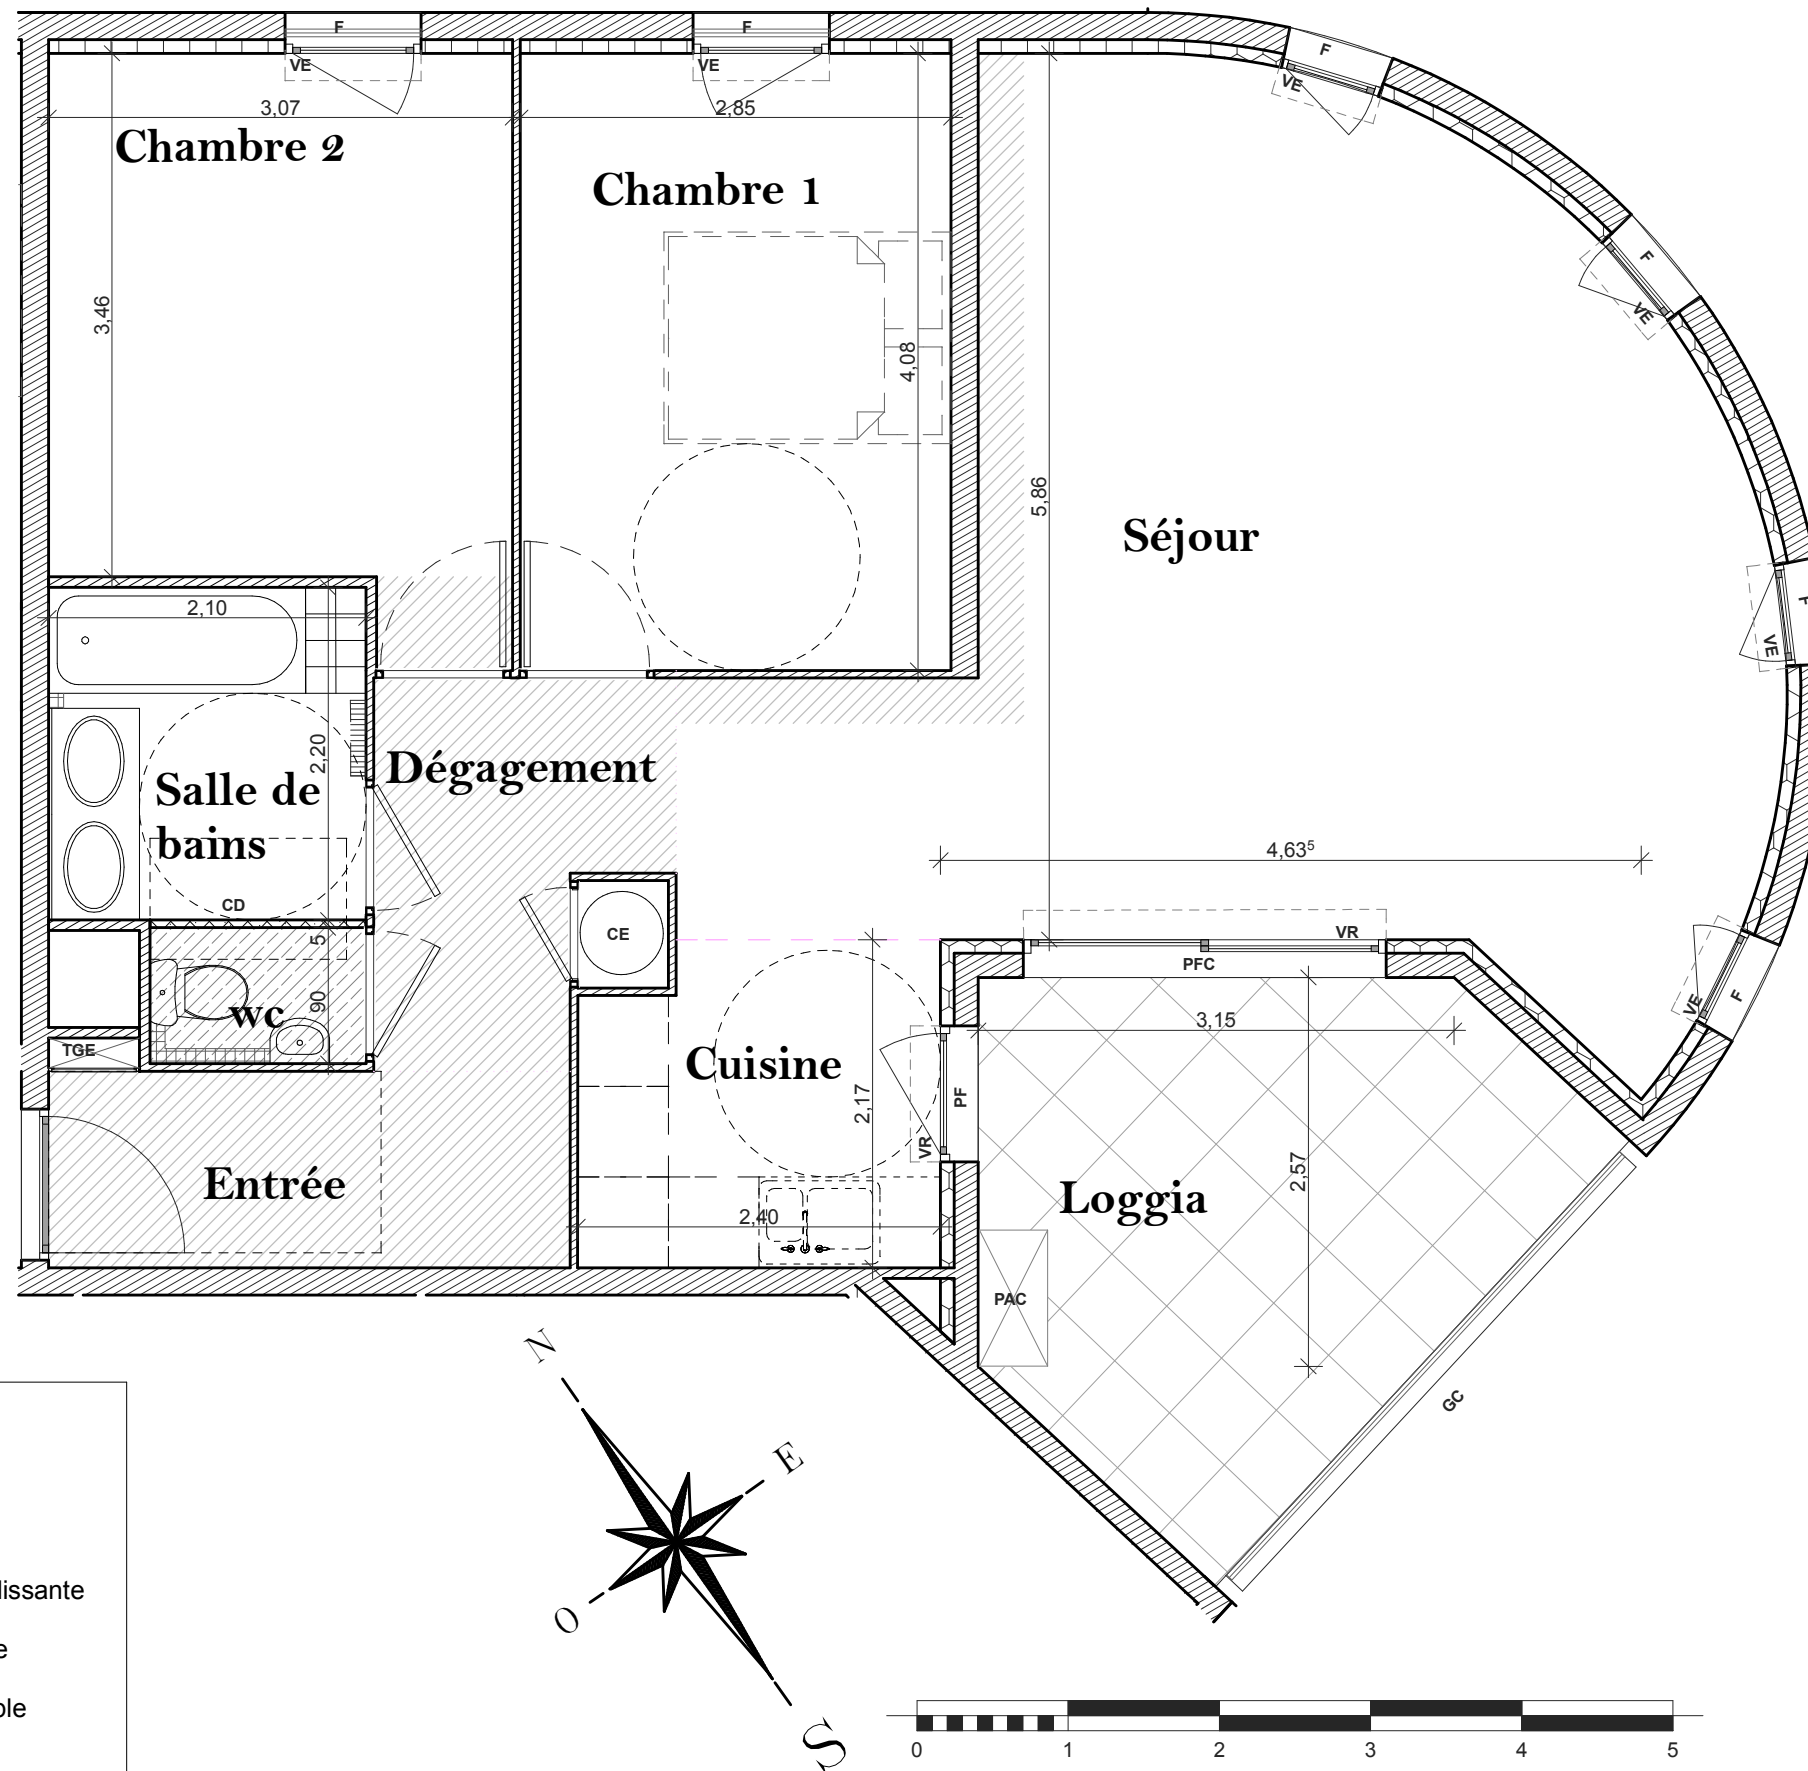 F
F
F
VE
VE
VE
3,07
2,85
Chambre 2
Chambre 1
F
VE
3,46
4,08
5,86
Séjour
F
VE
2,10
2,20
Dégagement
Salle de
bains
4,63⁵
CD
CE
5
VR
PFC
F
VE
90
wc
3,15
TGE
Cuisine
2,17
PF
VR
2,57
Entrée
Loggia
2,40
PAC
N
E
GC
O
S
lissante
e
ole
0 1 2 3 4 5